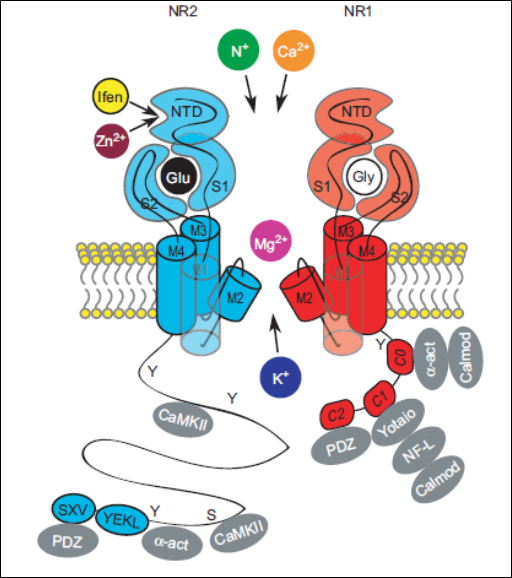 NR2 NR1
N⁺ Ca²⁺
Ifen
NTD NTD
Zn²⁺
Glu Gly
S2 S1 S1 S2
M3 M3
M4 M4
Mg²⁺
M1 M1
M2 M2
K⁺
Y C0 α-act Calmod
Y Y
C1
C2
CaMKII
PDZ Yotaio
NF-L
Calmod
SXV YEKL Y S
PDZ α-act CaMKII